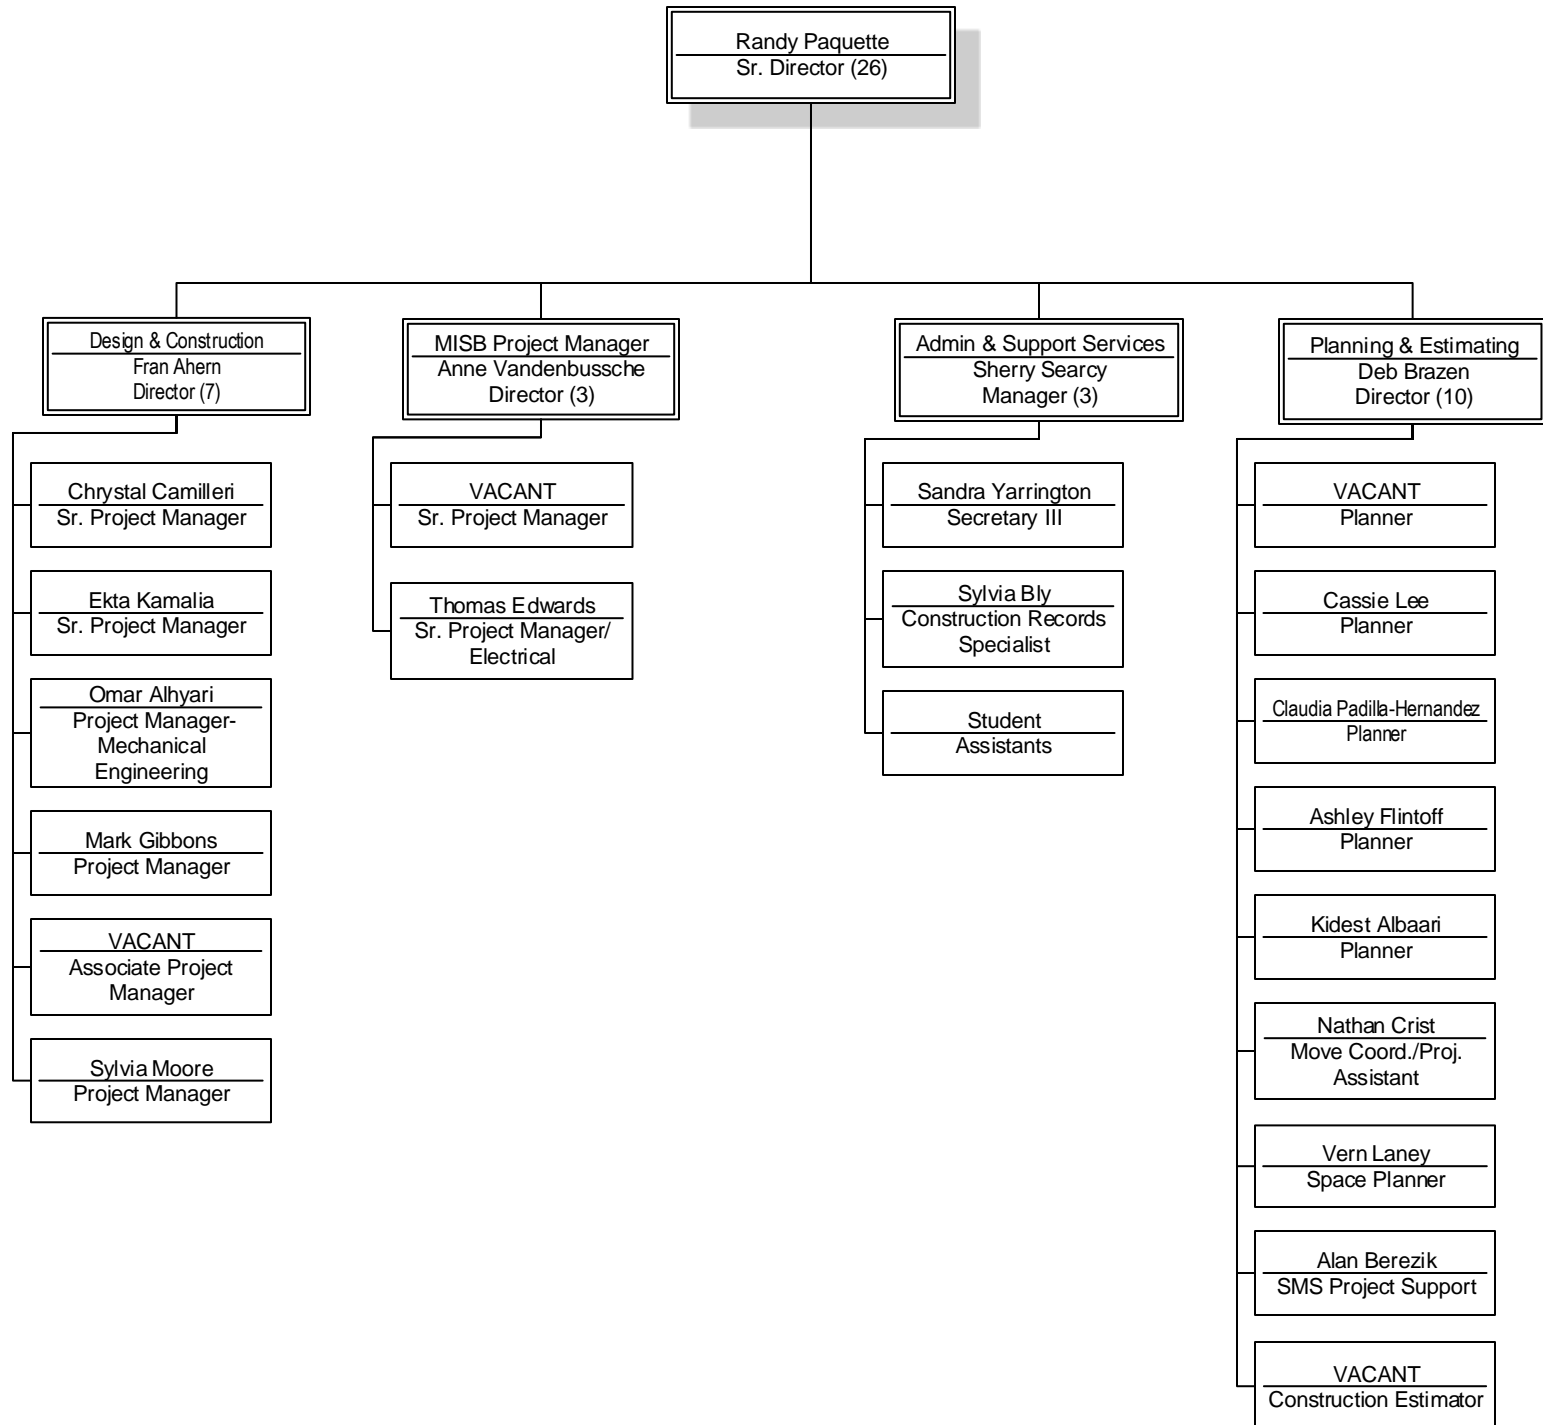 Randy Paquette
Sr. Director (26)
Design & Construction
Fran Ahern
Director (7)
Chrystal Camilleri
Sr. Project Manager
Ekta Kamalia
Sr. Project Manager
Omar Alhyari
Project Manager-
Mechanical
Engineering
Mark Gibbons
Project Manager
VACANT
Associate Project
Manager
Sylvia Moore
Project Manager
MISB Project Manager
Anne Vandenbussche
Director (3)
VACANT
Sr. Project Manager
Thomas Edwards
Sr. Project Manager/
Electrical
Admin & Support Services
Sherry Searcy
Manager (3)
Sandra Yarrington
Secretary III
Sylvia Bly
Construction Records
Specialist
Student
Assistants
Planning & Estimating
Deb Brazen
Director (10)
VACANT
Planner
Cassie Lee
Planner
Claudia Padilla-Hernandez
Planner
Ashley Flintoff
Planner
Kidest Albaari
Planner
Nathan Crist
Move Coord./Proj.
Assistant
Vern Laney
Space Planner
Alan Berezik
SMS Project Support
VACANT
Construction Estimator